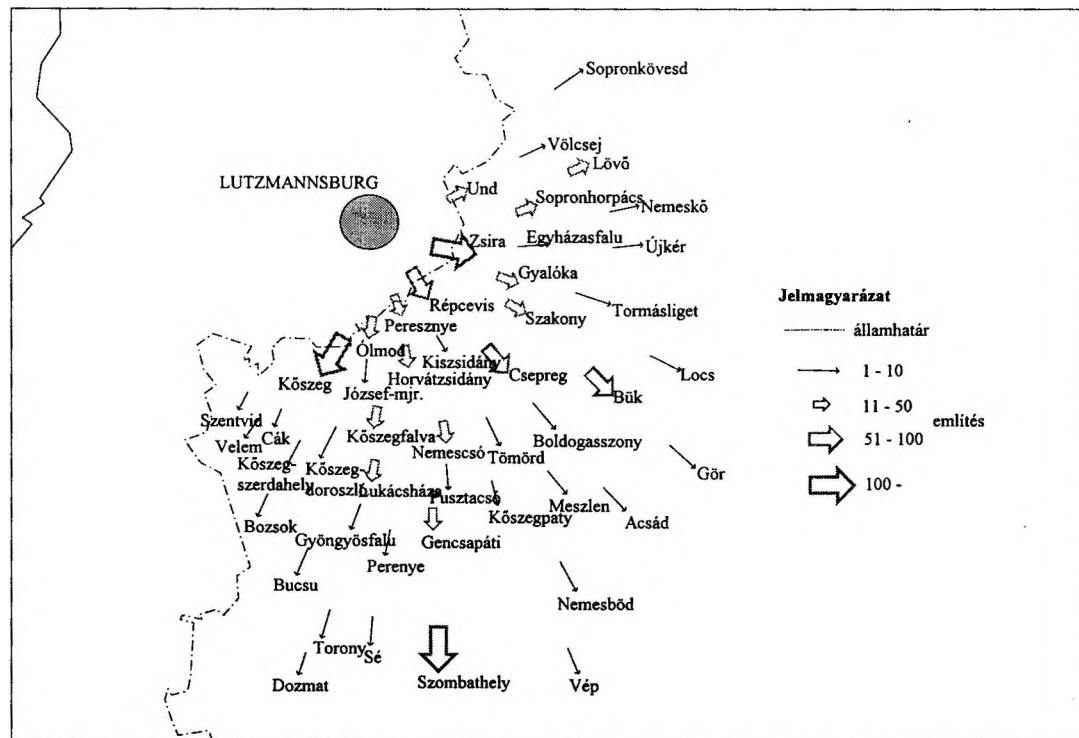 Sopronkövesd
Völcsej
Lövő
LUTZMANNSBURG
Und
Sopronhorpács
Nemeskő
Zsira
Egyházasfalu
Újkér
Gyalóka
Répcevis
Szakony
Tormásliget
Peresznye
Ólmod
Kiszsidány
Horvátzsidány
Csepreg
Locs
Kőszeg
József-mjr.
Bük
Szentvid
Velem
Cák
Kőszegfalva
Nemescsó
Tömörd
Boldogasszony
Gór
Kőszeg-
szerdahely
Kőszeg-
doroszló
Lukácsháza
Pusztacsó
Kőszegpaty
Meszlen
Acsád
Bozsok
Gyöngyösfalu
Gencsapáti
Perenye
Bucsu
Nemesbőd
Torony
Sé
Dozmat
Szombathely
Vép
Jelmagyarázat
államhatár
1 - 10
11 - 50
említés
51 - 100
100 -